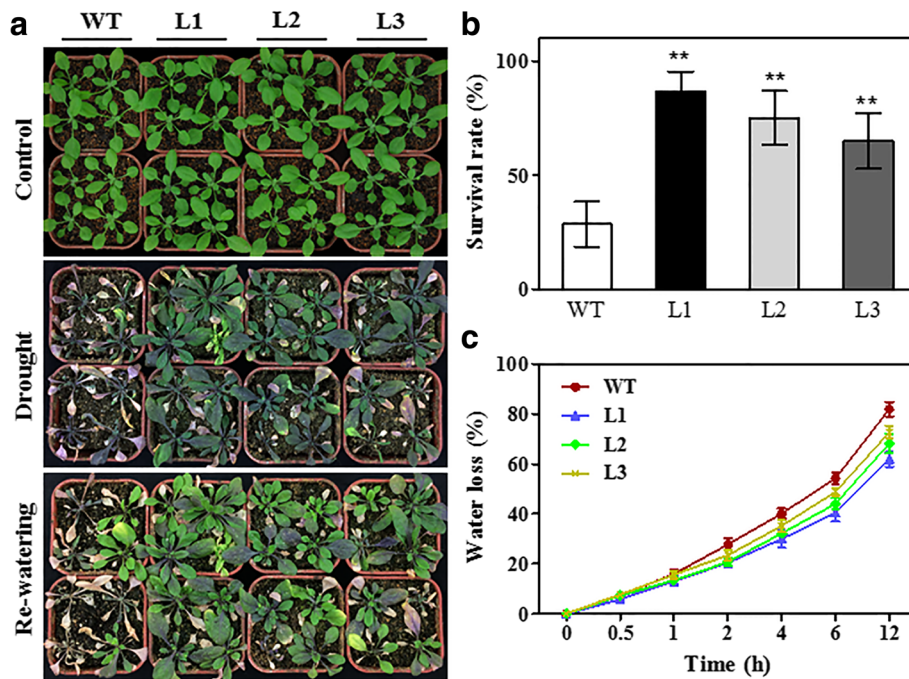 a
WT L1 L2 L3
Control
Drought
Re-watering
b
Survival rate (%)
100
50
0
** ** **
WT L1 L2 L3
c
Water loss (%)
100
80
60
40
20
0
WT
L1
L2
L3
0 0.5 1 2 4 6 12
Time (h)